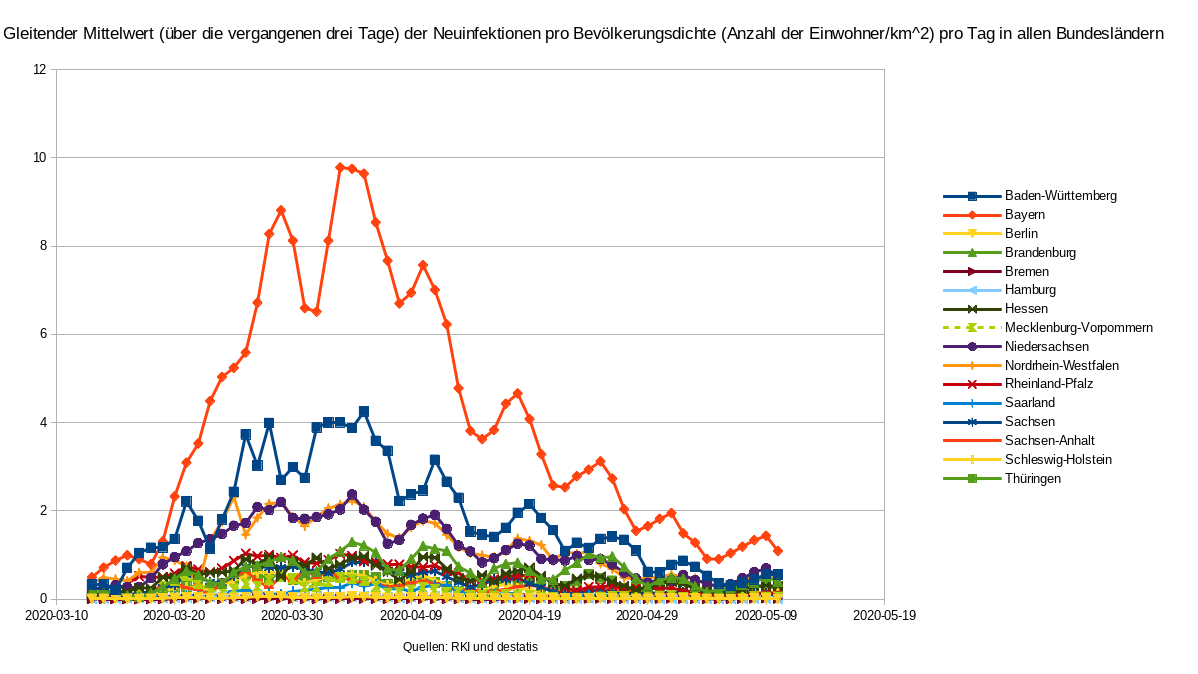 Gleitender Mittelwert (über die vergangenen drei Tage) der Neuinfektionen pro Bevölkerungsdichte (Anzahl der Einwohner/km^2) pro Tag in allen Bundesländern
12
10
8
6
4
2
0
2020-03-10 2020-03-20 2020-03-30 2020-04-09 2020-04-19 2020-04-29 2020-05-09 2020-05-19
Quellen: RKI und destatis
Baden-Württemberg
Bayern
Berlin
Brandenburg
Bremen
Hamburg
Hessen
Mecklenburg-Vorpommern
Niedersachsen
Nordrhein-Westfalen
Rheinland-Pfalz
Saarland
Sachsen
Sachsen-Anhalt
Schleswig-Holstein
Thüringen